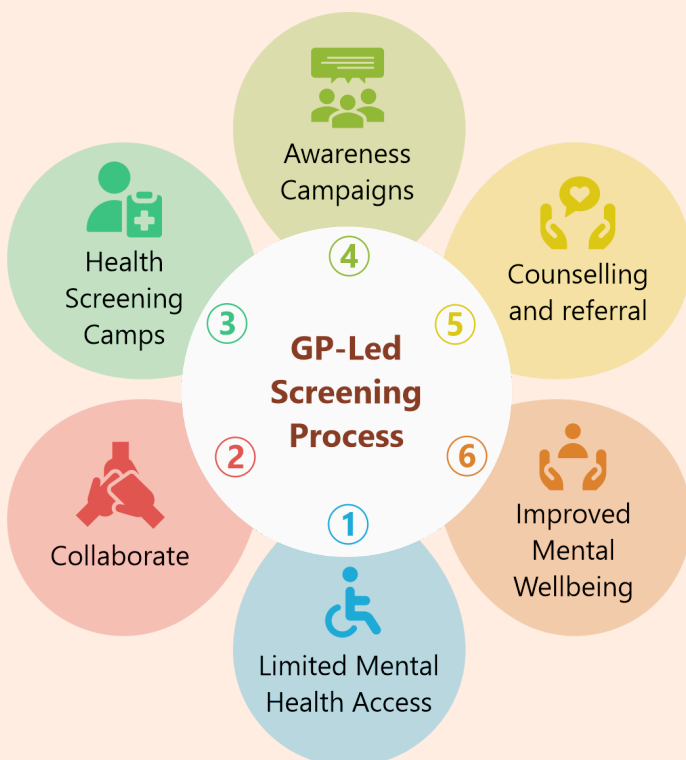 Awareness
Campaigns
4
Health
Screening
Camps
3
Counselling
and referral
5
GP-Led
Screening
Process
2
Collaborate
6
Improved
Mental
Wellbeing
1
Limited Mental
Health Access